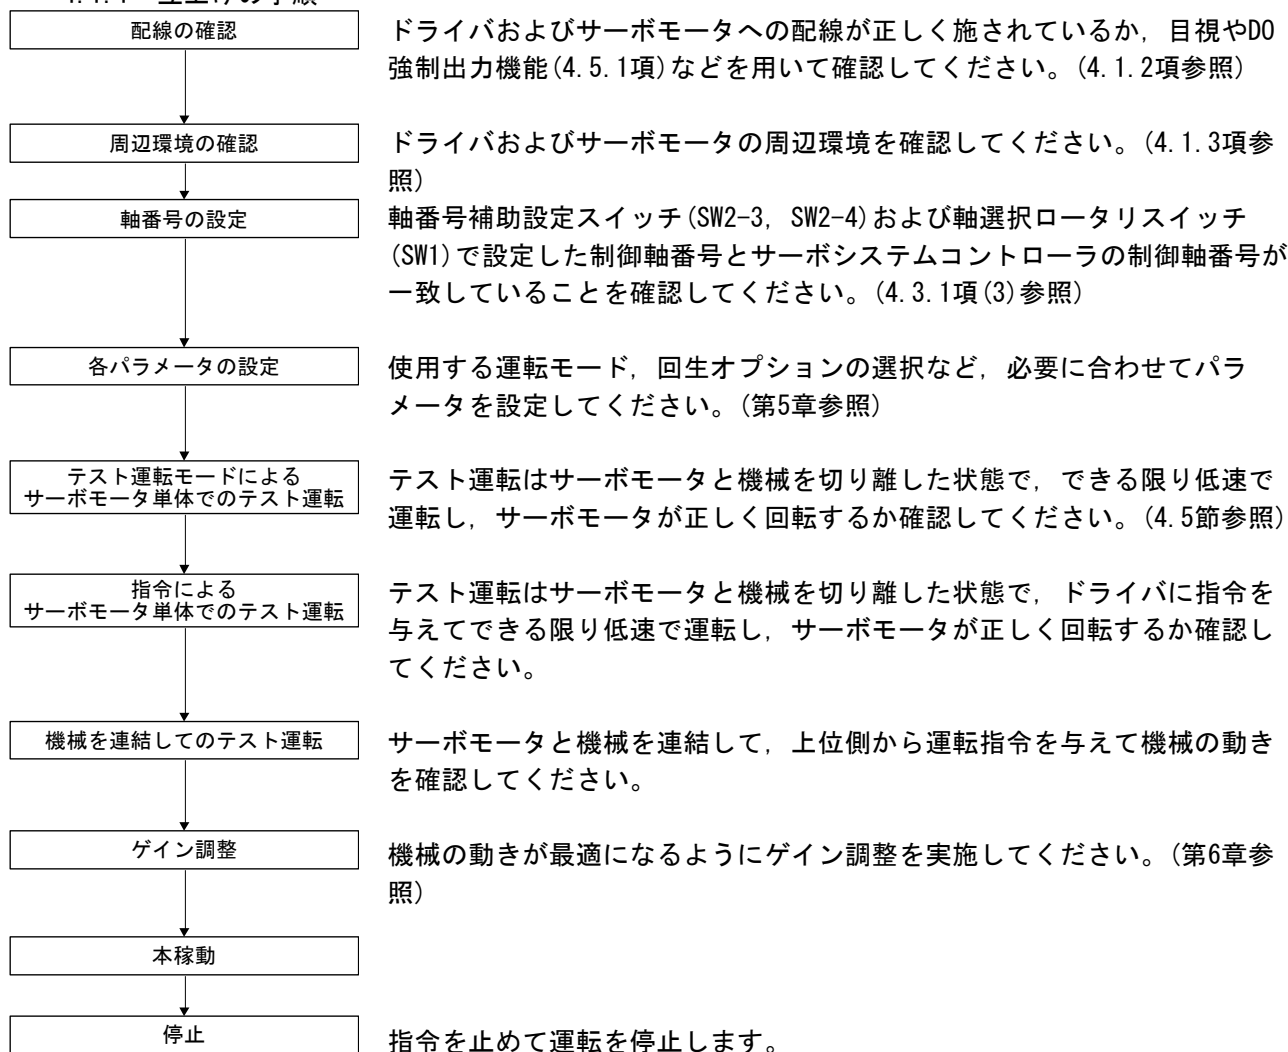 配線の確認
ドライバおよびサーボモータへの配線が正しく施されているか，目視やDO
強制出力機能(4.5.1項)などを用いて確認してください。(4.1.2項参照)
周辺環境の確認
ドライバおよびサーボモータの周辺環境を確認してください。(4.1.3項参
照)
軸番号の設定
軸番号補助設定スイッチ(SW2-3，SW2-4)および軸選択ロータリスイッチ
(SW1)で設定した制御軸番号とサーボシステムコントローラの制御軸番号が
一致していることを確認してください。(4.3.1項(3)参照)
各パラメータの設定
使用する運転モード，回生オプションの選択など，必要に合わせてパラ
メータを設定してください。(第5章参照)
テスト運転モードによる
サーボモータ単体でのテスト運転
テスト運転はサーボモータと機械を切り離した状態で，できる限り低速で
運転し，サーボモータが正しく回転するか確認してください。(4.5節参照)
指令による
サーボモータ単体でのテスト運転
テスト運転はサーボモータと機械を切り離した状態で，ドライバに指令を
与えてできる限り低速で運転し，サーボモータが正しく回転するか確認し
てください。
機械を連結してのテスト運転
サーボモータと機械を連結して，上位側から運転指令を与えて機械の動き
を確認してください。
ゲイン調整
機械の動きが最適になるようにゲイン調整を実施してください。(第6章参
照)
本稼動
停止
指令を止めて運転を停止します。